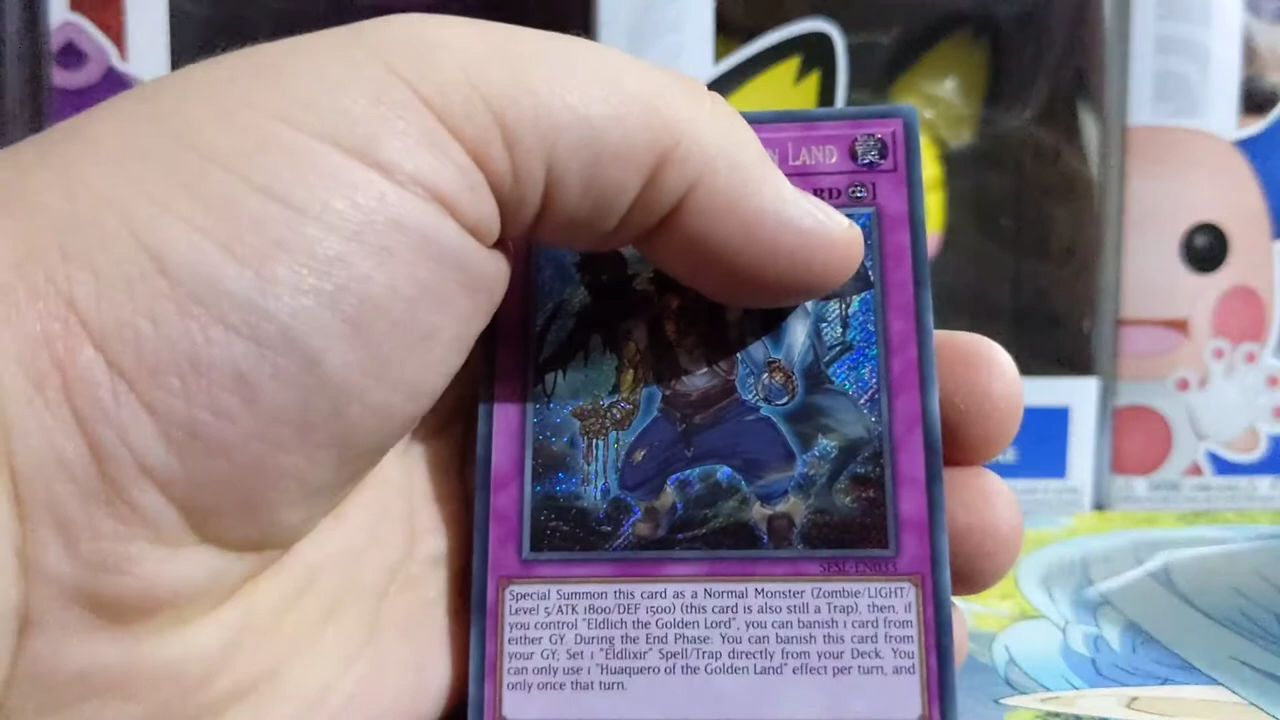 N LAND
RD
SESL-EN033
Special Summon this card as a Normal Monster (Zombie/LIGHT/
Level 5/ATK 1800/DEF 1500) (this card is also still a Trap), then, if
you control "Eldlich the Golden Lord", you can banish 1 card from
either GY. During the End Phase: You can banish this card from
your GY; Set 1 "Eldlixir" Spell/Trap directly from your Deck. You
can only use 1 "Huaquero of the Golden Land" effect per turn, and
only once that turn.